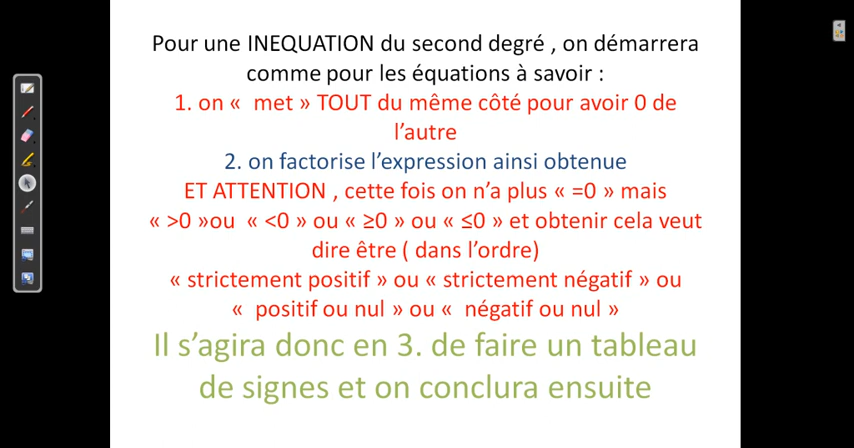 Pour une INEQUATION du second degré , on démarrera
comme pour les équations à savoir :
1. on «  met » TOUT du même côté pour avoir 0 de
l’autre
2. on factorise l’expression ainsi obtenue
ET ATTENTION , cette fois on n’a plus « =0 » mais
« >0 »ou  « <0 » ou « ≥0 » ou « ≤0 » et obtenir cela veut
dire être ( dans l’ordre)
« strictement positif » ou « strictement négatif » ou
«  positif ou nul » ou «  négatif ou nul »
Il s’agira donc en 3. de faire un tableau
de signes et on conclura ensuite